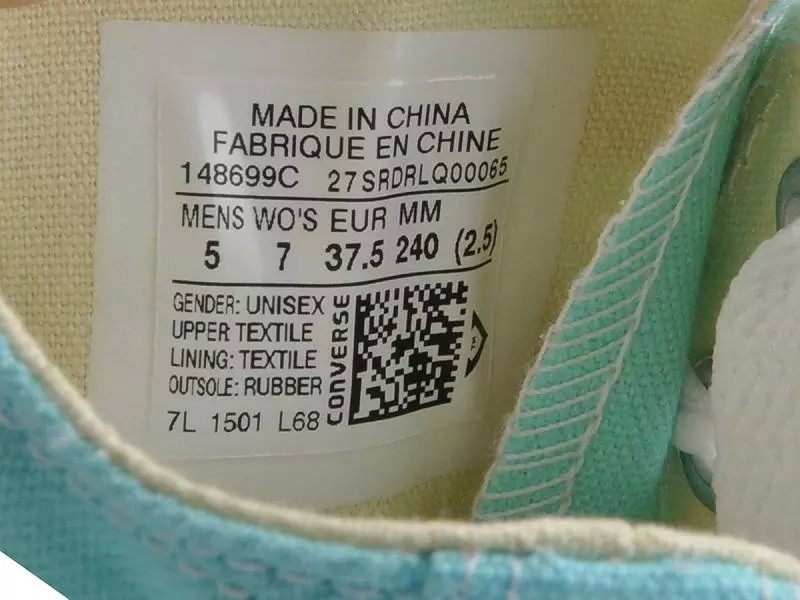 MADE IN CHINA
FABRIQUE EN CHINE
148699C 27SRDRLQ00065
MENS WO'S EUR MM
5 7 37.5 240 (2.5)
GENDER: UNISEX
UPPER TEXTILE
LINING: TEXTILE
OUTSOLE: RUBBER
7L 1501 L68
CONVERSE
TM